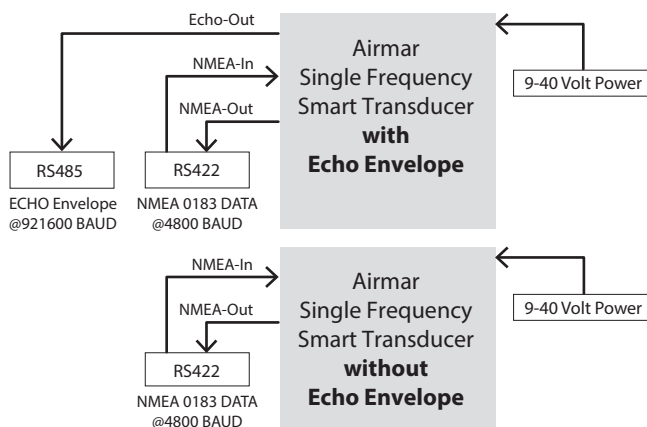 Echo-Out
NMEA-In
NMEA-Out
Airmar
Single Frequency
Smart Transducer
with
Echo Envelope
9-40 Volt Power
RS485
RS422
ECHO Envelope
@921600 BAUD
NMEA 0183 DATA
@4800 BAUD
NMEA-In
NMEA-Out
Airmar
Single Frequency
Smart Transducer
without
Echo Envelope
9-40 Volt Power
RS422
NMEA 0183 DATA
@4800 BAUD